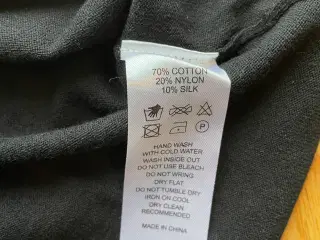 70% COTTON
20% NYLON
10% SILK
HAND WASH
WITH COLD WATER
WASH INSIDE OUT
DO NOT USE BLEACH
DO NOT WRING
DRY FLAT
DO NOT TUMBLE DRY
IRON ON COOL
DRY CLEAN
RECOMMENDED
MADE IN CHINA